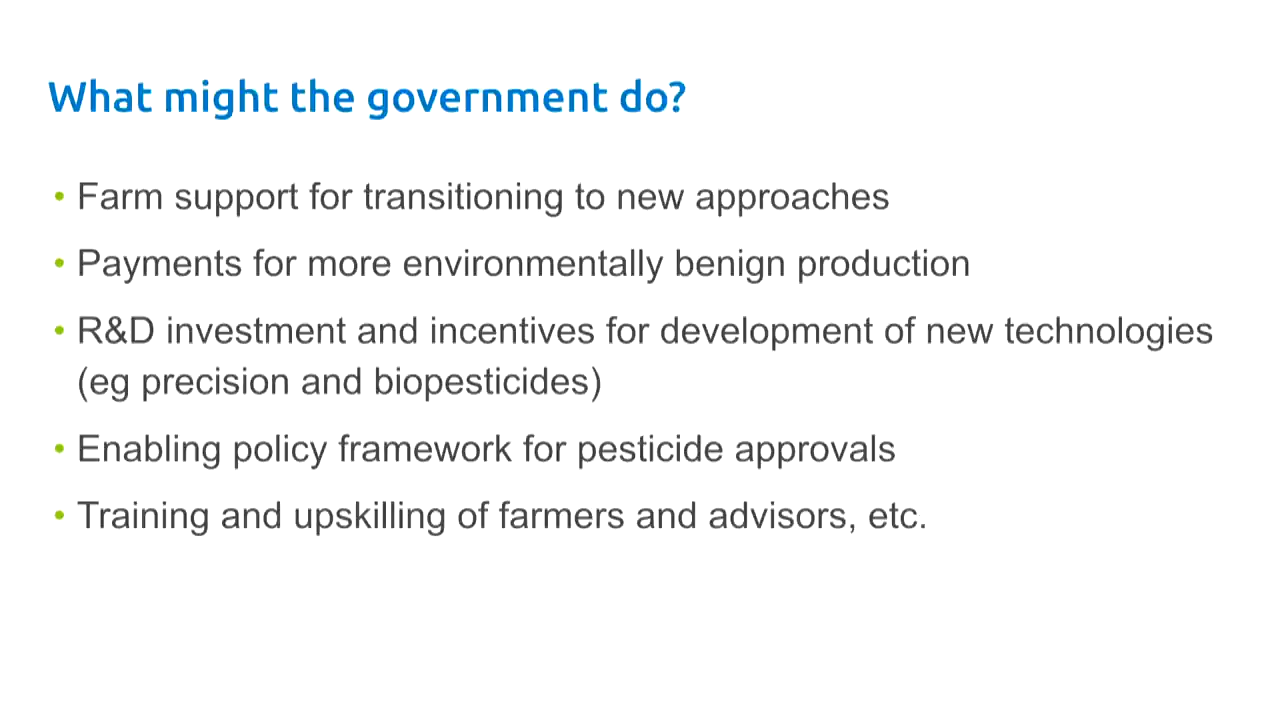 What might the government do?
• Farm support for transitioning to new approaches
• Payments for more environmentally benign production
• R&D investment and incentives for development of new technologies
(eg precision and biopesticides)
• Enabling policy framework for pesticide approvals
• Training and upskilling of farmers and advisors, etc.